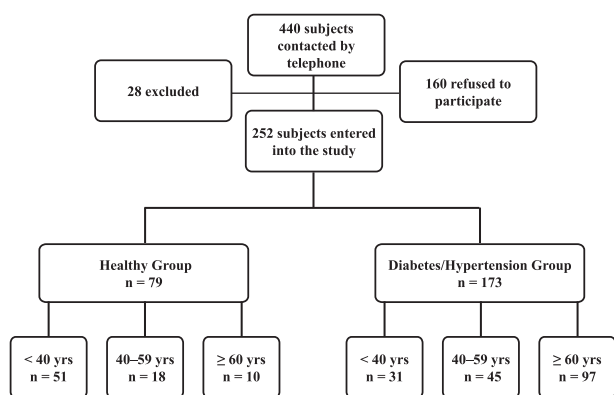 440 subjects
contacted by
telephone
28 excluded
160 refused to
participate
252 subjects entered
into the study
Healthy Group
n = 79
Diabetes/Hypertension Group
n = 173
< 40 yrs
n = 51
40–59 yrs
n = 18
≥ 60 yrs
n = 10
< 40 yrs
n = 31
40–59 yrs
n = 45
≥ 60 yrs
n = 97